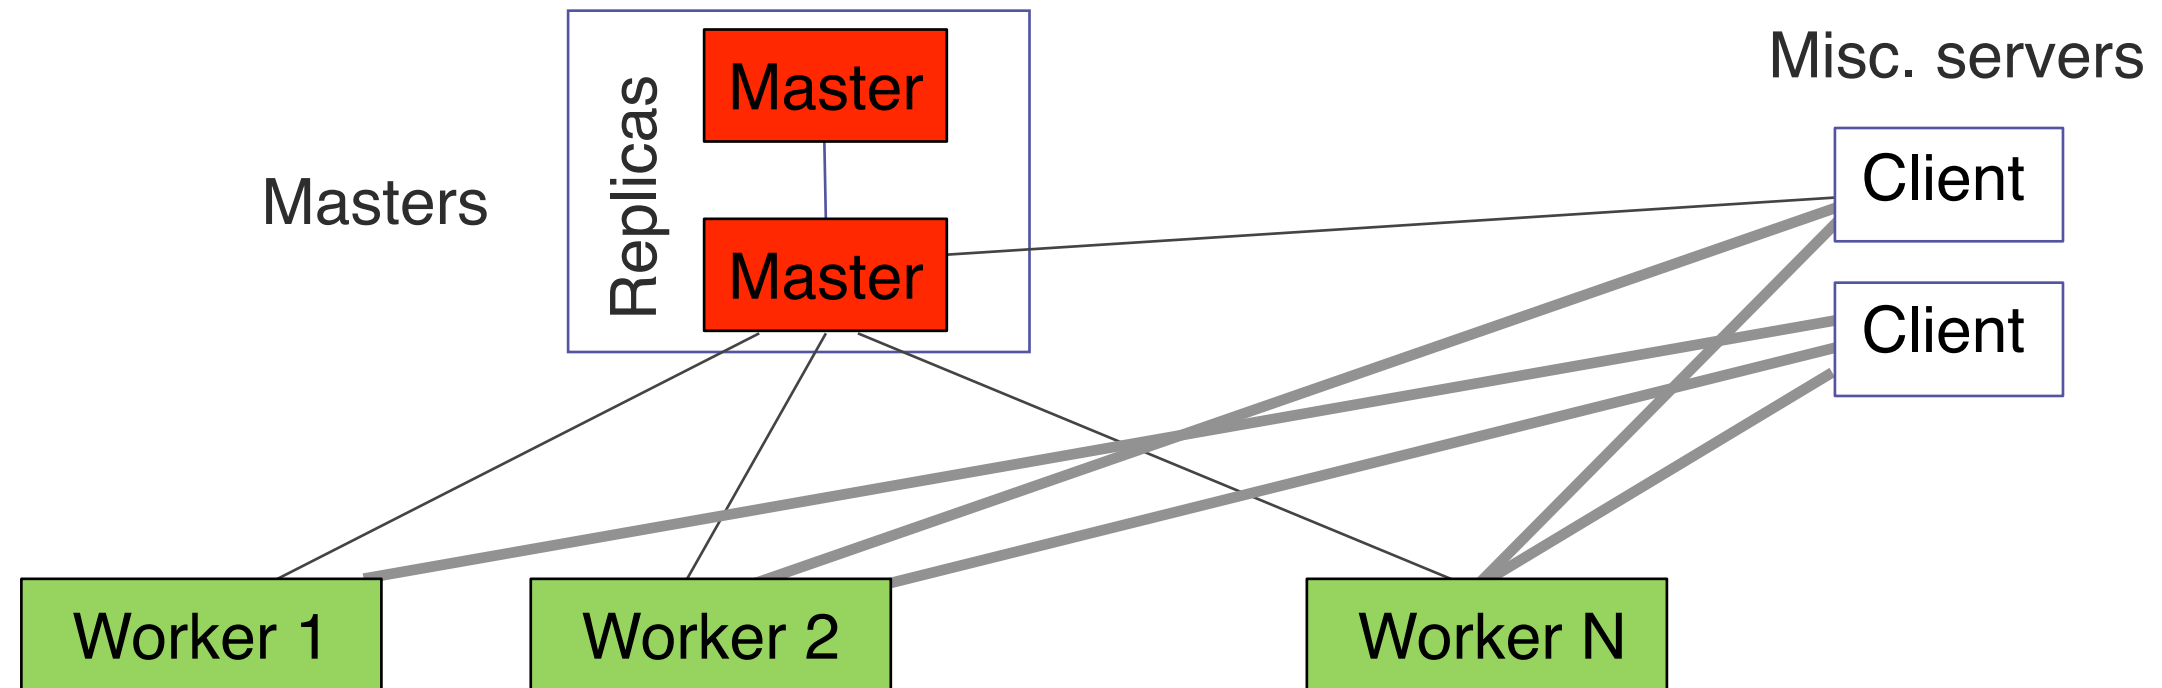 Misc. servers
Master
Replicas
Masters
Master
Client
Client
Worker 1
Worker 2
Worker N